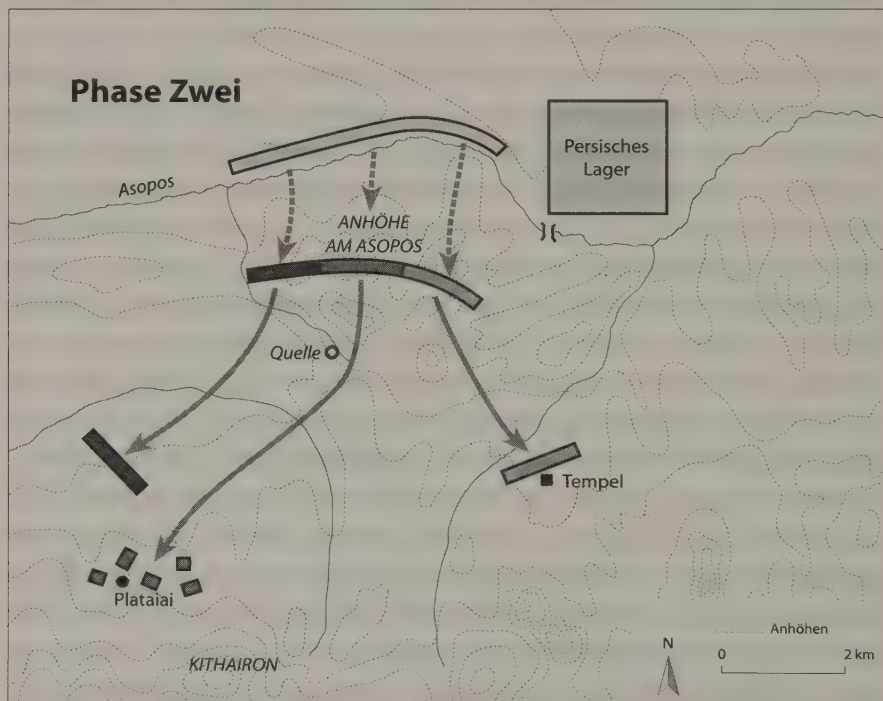 Phase Zwei
Persisches
Lager
Asopos
ANHÖHE
AM ASOPOS
Quelle
Tempel
Plataiai
KITHAIRON
N
Anhöhen
0 2 km